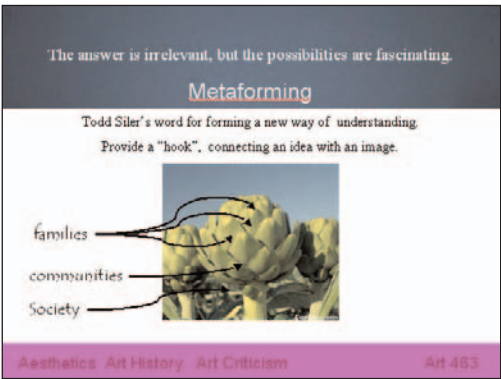 The answer is irrelevant, but the possibilities are fascinating.
Metaforming
Todd Siler's word for forming a new way of understanding.
Provide a "hook", connecting an idea with an image.
families
communities
Society
Aesthetics Art History Art Criticism Art 463